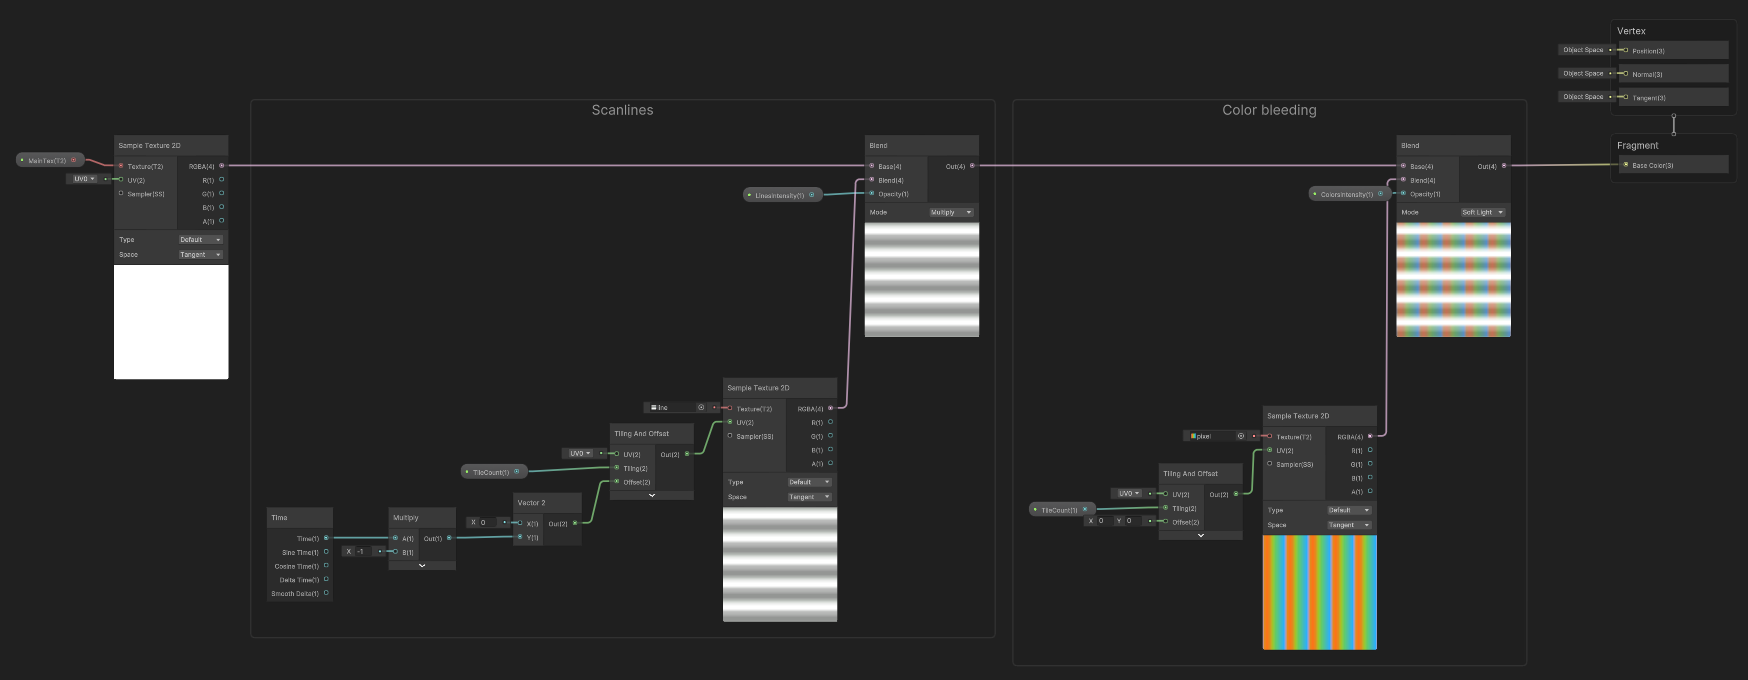 Vertex
Object Space
Position(3)
Object Space
Normal(3)
Object Space
Tangent(3)
Fragment
Base Color(3)
MainTex(T2)
UV0
Sample Texture 2D
Texture(T2)
RGBA(4)
UV(2)
R(1)
Sampler(SS)
G(1)
B(1)
A(1)
Type
Default
Space
Tangent
Scanlines
Blend
Base(4)
Out(4)
Blend(4)
Opacity(1)
Mode
Multiply
LinesIntensity(1)
Sample Texture 2D
line
Texture(T2)
RGBA(4)
UV(2)
R(1)
Sampler(SS)
G(1)
B(1)
A(1)
Type
Default
Space
Tangent
Tiling And Offset
UV0
UV(2)
Out(2)
TileCount(1)
Tiling(2)
Offset(2)
Vector 2
X 0
X(1)
Out(2)
Y(1)
Multiply
A(1)
Out(1)
X -1
B(1)
Time
Time(1)
Sine Time(1)
Cosine Time(1)
Delta Time(1)
Smooth Delta(1)
Color bleeding
Blend
Base(4)
Out(4)
Blend(4)
ColorsIntensity(1)
Opacity(1)
Mode
Soft Light
Sample Texture 2D
pixel
Texture(T2)
RGBA(4)
UV(2)
R(1)
Sampler(SS)
G(1)
B(1)
A(1)
Type
Default
Space
Tangent
Tiling And Offset
UV0
UV(2)
Out(2)
TileCount(1)
Tiling(2)
X 0 Y 0
Offset(2)